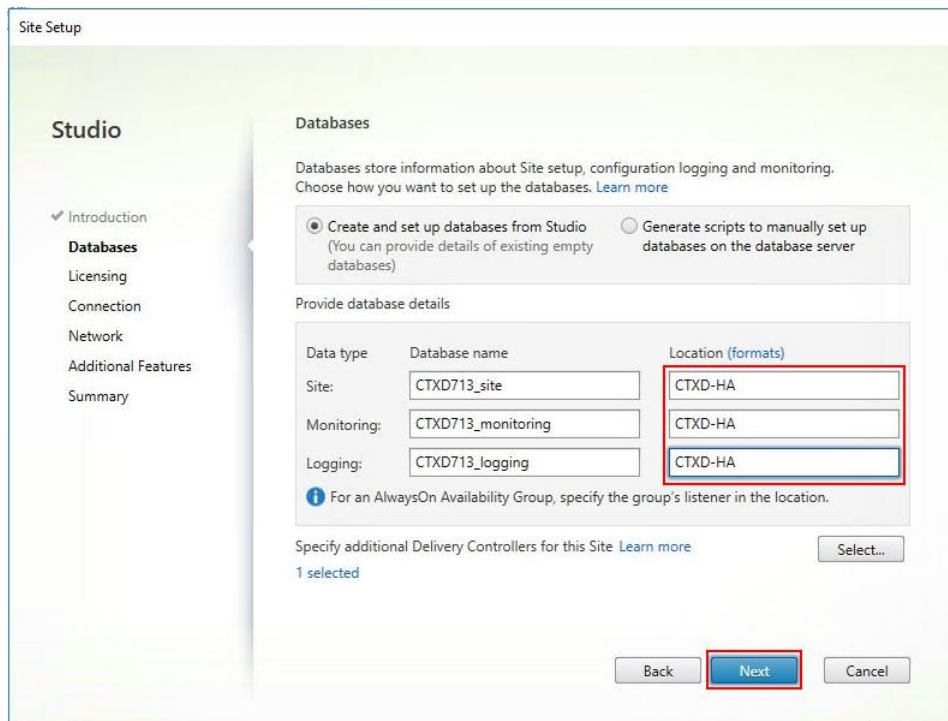 Site Setup
Studio
Introduction
Databases
Licensing
Connection
Network
Additional Features
Summary
Databases
Databases store information about Site setup, configuration logging and monitoring.
Choose how you want to set up the databases. Learn more
Create and set up databases from Studio
(You can provide details of existing empty
databases)
Generate scripts to manually set up
databases on the database server
Provide database details
Data type Database name Location (formats)
Site: CTXD713_site CTXD-HA
Monitoring: CTXD713_monitoring CTXD-HA
Logging: CTXD713_logging CTXD-HA
For an AlwaysOn Availability Group, specify the group's listener in the location.
Specify additional Delivery Controllers for this Site Learn more
Select...
1 selected
Back Next Cancel